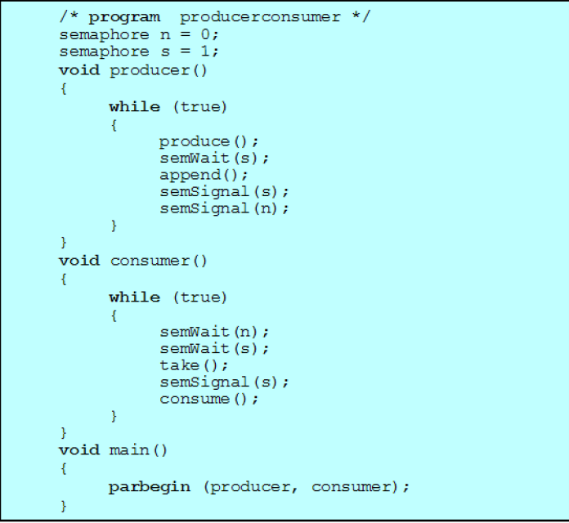 /* program  producerconsumer */
semaphore n = 0;
semaphore s = 1;
void producer()
{
     while (true)
     {
          produce();
          semWait(s);
          append();
          semSignal(s);
          semSignal(n);
     }
}
void consumer()
{
     while (true)
     {
          semWait(n);
          semWait(s);
          take();
          semSignal(s);
          consume();
     }
}
void main()
{
     parbegin (producer, consumer);
}